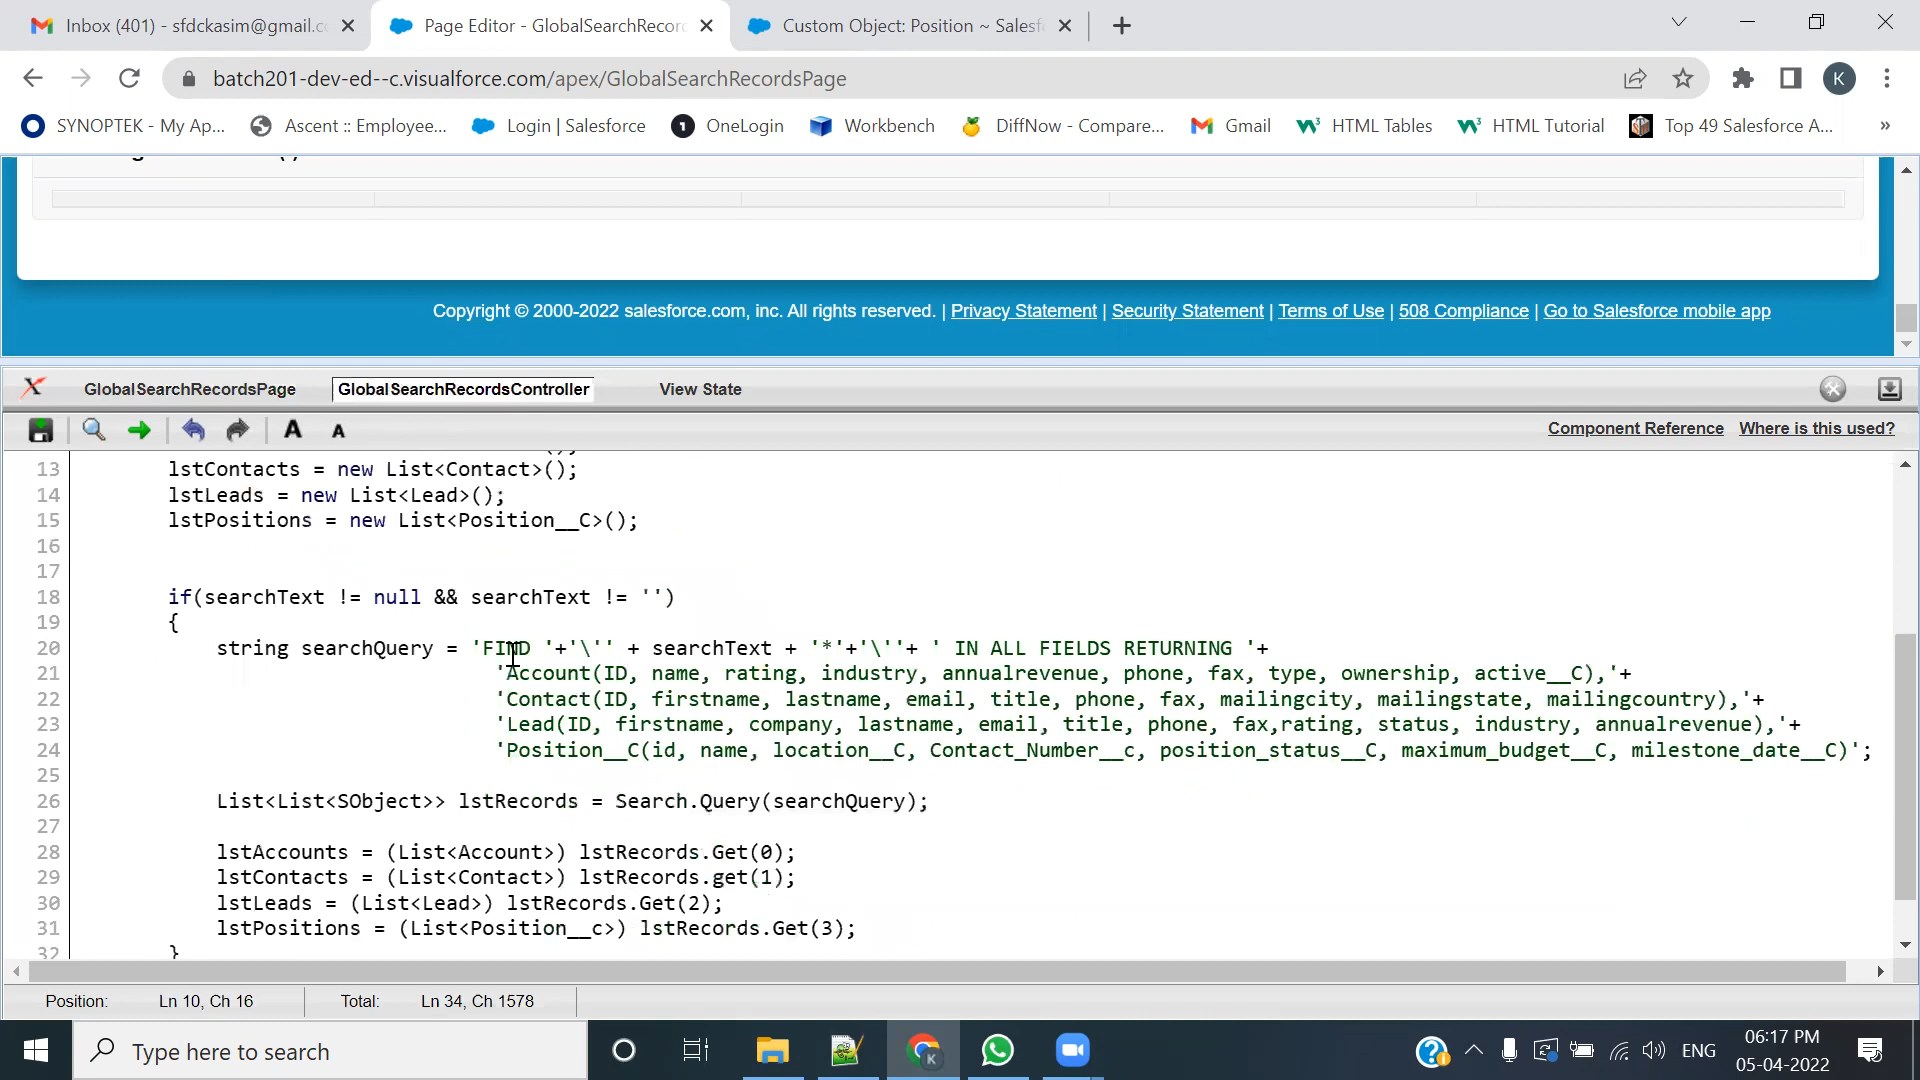 Inbox (401) - sfdckasim@gmail.c
Page Editor - GlobalSearchRecor
Custom Object: Position ~ Salesf
batch201-dev-ed--c.visualforce.com/apex/GlobalSearchRecordsPage
K
SYNOPTEK - My Ap...
Ascent :: Employee...
Login | Salesforce
OneLogin
Workbench
DiffNow - Compare...
Gmail
HTML Tables
HTML Tutorial
Top 49 Salesforce A...
»
Copyright © 2000-2022 salesforce.com, inc. All rights reserved. | Privacy Statement | Security Statement | Terms of Use | 508 Compliance | Go to Salesforce mobile app
GlobalSearchRecordsPage
GlobalSearchRecordsController
View State
A A
Component Reference
Where is this used?
13 lstContacts = new List<Contact>();
14 lstLeads = new List<Lead>();
15 lstPositions = new List<Position__C>();
16
17
18 if(searchText != null && searchText != '')
19 {
20 string searchQuery = 'FIND '+'\'' + searchText + '*'+'\''+ ' IN ALL FIELDS RETURNING '+
21 'Account(ID, name, rating, industry, annualrevenue, phone, fax, type, ownership, active__C),'+
22 'Contact(ID, firstname, lastname, email, title, phone, fax, mailingcity, mailingstate, mailingcountry),'+
23 'Lead(ID, firstname, company, lastname, email, title, phone, fax,rating, status, industry, annualrevenue),'+
24 'Position__C(id, name, location__C, Contact_Number__c, position_status__C, maximum_budget__C, milestone_date__C)';
25
26 List<List<SObject>> lstRecords = Search.Query(searchQuery);
27
28 lstAccounts = (List<Account>) lstRecords.Get(0);
29 lstContacts = (List<Contact>) lstRecords.get(1);
30 lstLeads = (List<Lead>) lstRecords.Get(2);
31 lstPositions = (List<Position__c>) lstRecords.Get(3);
32 }
Position: Ln 10, Ch 16 Total: Ln 34, Ch 1578
Type here to search
ENG
06:17 PM
05-04-2022